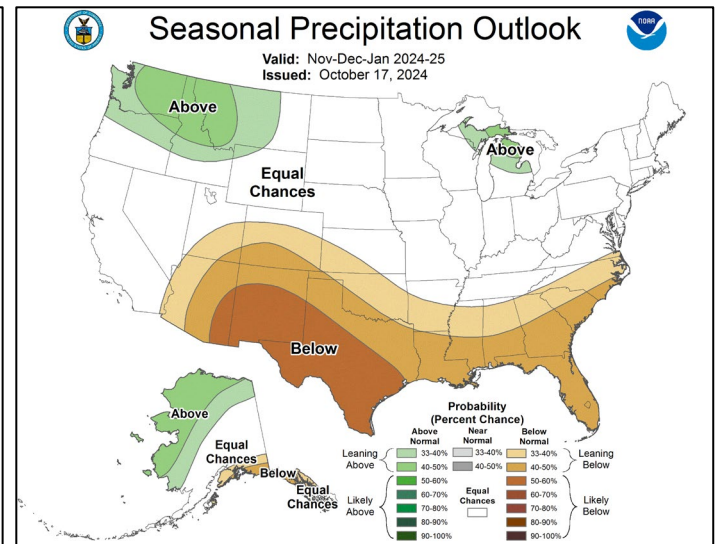 Seasonal Precipitation Outlook
NOAA
Valid: Nov-Dec-Jan 2024-25
Issued: October 17, 2024
Above
Above
Equal
Chances
Below
Above
Equal
Chances
Below
Equal
Chances
Probability
(Percent Chance)
Above
Normal
Near
Normal
Below
Normal
Leaning
Above
33-40%
40-50%
33-40%
40-50%
33-40%
40-50%
Leaning
Below
Likely
Above
50-60%
60-70%
70-80%
80-90%
90-100%
Equal
Chances
50-60%
60-70%
70-80%
80-90%
90-100%
Likely
Below